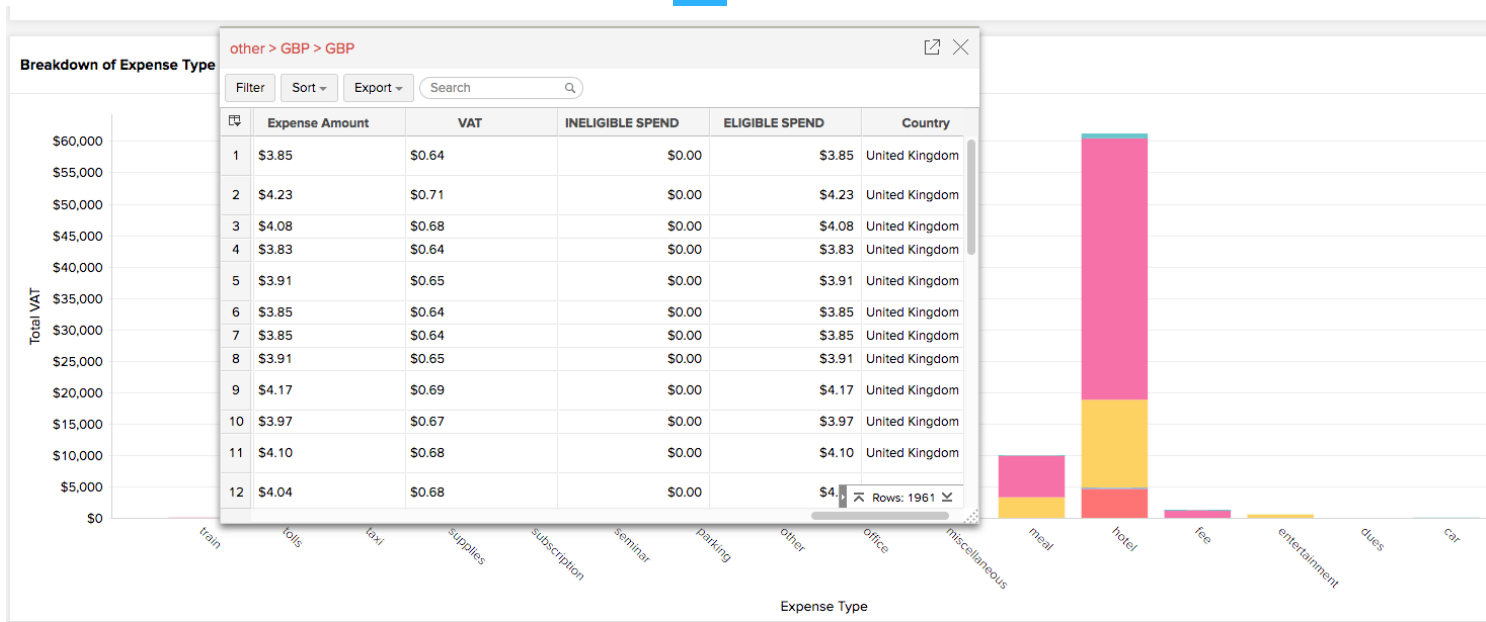 Breakdown of Expense Type
other > GBP > GBP
Filter Sort Export Search
Expense Amount VAT INELIGIBLE SPEND ELIGIBLE SPEND Country
1 $3.85 $0.64 $0.00 $3.85 United Kingdom
2 $4.23 $0.71 $0.00 $4.23 United Kingdom
3 $4.08 $0.68 $0.00 $4.08 United Kingdom
4 $3.83 $0.64 $0.00 $3.83 United Kingdom
5 $3.91 $0.65 $0.00 $3.91 United Kingdom
6 $3.85 $0.64 $0.00 $3.85 United Kingdom
7 $3.85 $0.64 $0.00 $3.85 United Kingdom
8 $3.91 $0.65 $0.00 $3.91 United Kingdom
9 $4.17 $0.69 $0.00 $4.17 United Kingdom
10 $3.97 $0.67 $0.00 $3.97 United Kingdom
11 $4.10 $0.68 $0.00 $4.10 United Kingdom
12 $4.04 $0.68 $0.00 $4.
Rows: 1961
Total VAT
$60,000
$55,000
$50,000
$45,000
$40,000
$35,000
$30,000
$25,000
$20,000
$15,000
$10,000
$5,000
$0
train
tolls
taxi
supplies
subscription
seminar
parking
other
office
miscellaneous
meal
hotel
fee
entertainment
dues
car
Expense Type